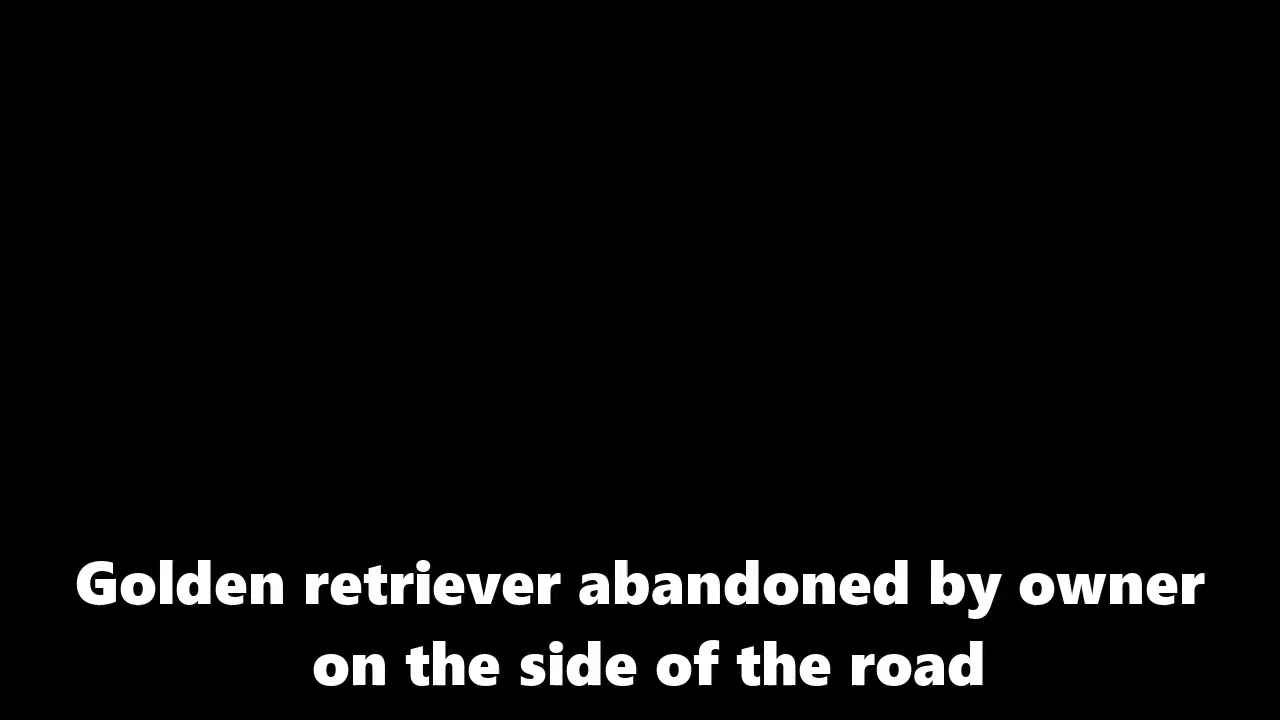 Golden retriever abandoned by owner
on the side of the road